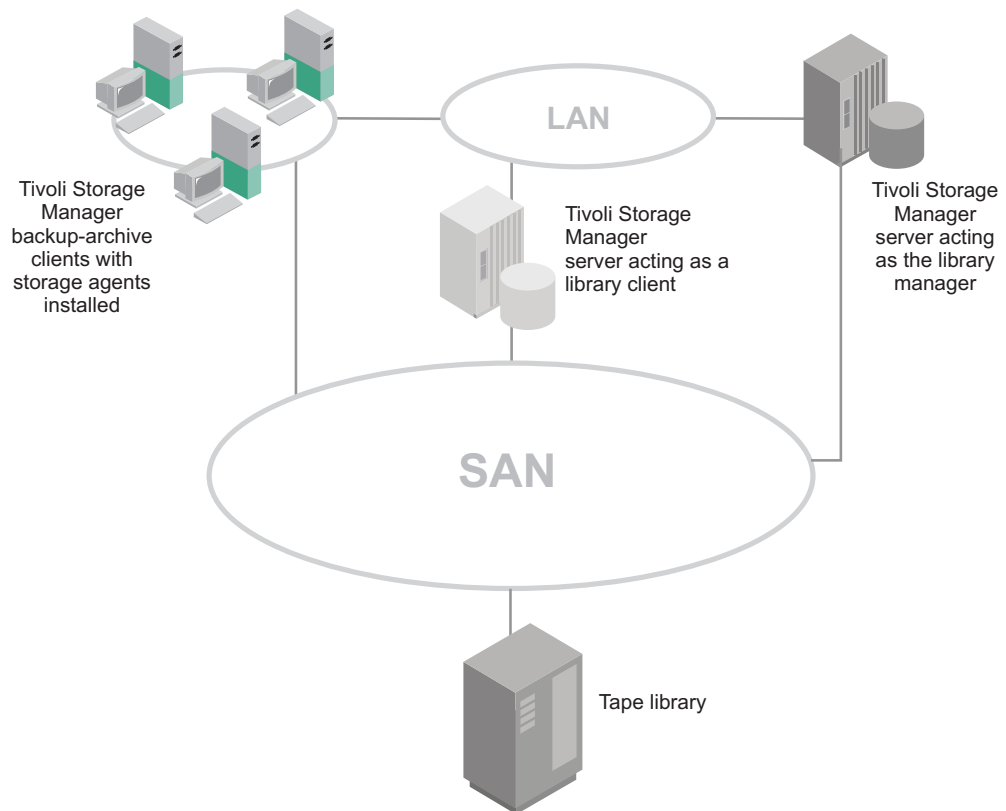 LAN
Tivoli Storage
Manager
backup-archive
clients with
storage agents
installed
Tivoli Storage
Manager
server acting as a
library client
Tivoli Storage
Manager
server acting
as the library
manager
SAN
Tape library